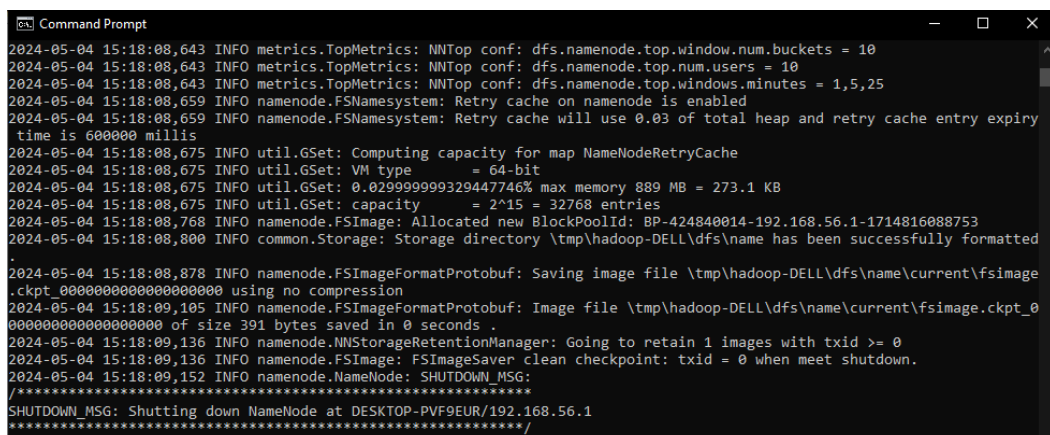 Command Prompt
2024-05-04 15:18:08,643 INFO metrics.TopMetrics: NNTop conf: dfs.namenode.top.window.num.buckets = 10
2024-05-04 15:18:08,643 INFO metrics.TopMetrics: NNTop conf: dfs.namenode.top.num.users = 10
2024-05-04 15:18:08,643 INFO metrics.TopMetrics: NNTop conf: dfs.namenode.top.windows.minutes = 1,5,25
2024-05-04 15:18:08,659 INFO namenode.FSNamesystem: Retry cache on namenode is enabled
2024-05-04 15:18:08,659 INFO namenode.FSNamesystem: Retry cache will use 0.03 of total heap and retry cache entry expiry
 time is 600000 millis
2024-05-04 15:18:08,675 INFO util.GSet: Computing capacity for map NameNodeRetryCache
2024-05-04 15:18:08,675 INFO util.GSet: VM type       = 64-bit
2024-05-04 15:18:08,675 INFO util.GSet: 0.029999999329447746% max memory 889 MB = 273.1 KB
2024-05-04 15:18:08,675 INFO util.GSet: capacity      = 2^15 = 32768 entries
2024-05-04 15:18:08,768 INFO namenode.FSImage: Allocated new BlockPoolId: BP-424840014-192.168.56.1-1714816088753
2024-05-04 15:18:08,800 INFO common.Storage: Storage directory \tmp\hadoop-DELL\dfs\name has been successfully formatted
.
2024-05-04 15:18:08,878 INFO namenode.FSImageFormatProtobuf: Saving image file \tmp\hadoop-DELL\dfs\name\current\fsimage
.ckpt_0000000000000000000 using no compression
2024-05-04 15:18:09,105 INFO namenode.FSImageFormatProtobuf: Image file \tmp\hadoop-DELL\dfs\name\current\fsimage.ckpt_0
000000000000000000 of size 391 bytes saved in 0 seconds .
2024-05-04 15:18:09,136 INFO namenode.NNStorageRetentionManager: Going to retain 1 images with txid >= 0
2024-05-04 15:18:09,136 INFO namenode.FSImage: FSImageSaver clean checkpoint: txid = 0 when meet shutdown.
2024-05-04 15:18:09,152 INFO namenode.NameNode: SHUTDOWN_MSG:
/************************************************************
SHUTDOWN_MSG: Shutting down NameNode at DESKTOP-PVF9EUR/192.168.56.1
************************************************************/